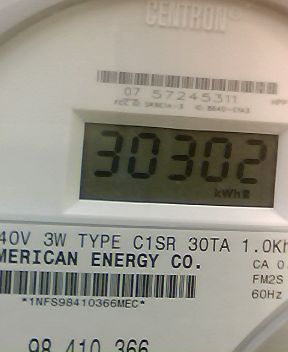 CENTRON®
07 57245311
30302
kWh
40V 3W TYPE C1SR 30TA 1.0Kh
MERICAN ENERGY CO.
CA 0.
FM2S
60Hz
*1NFS98410366MEC*
98 410 366